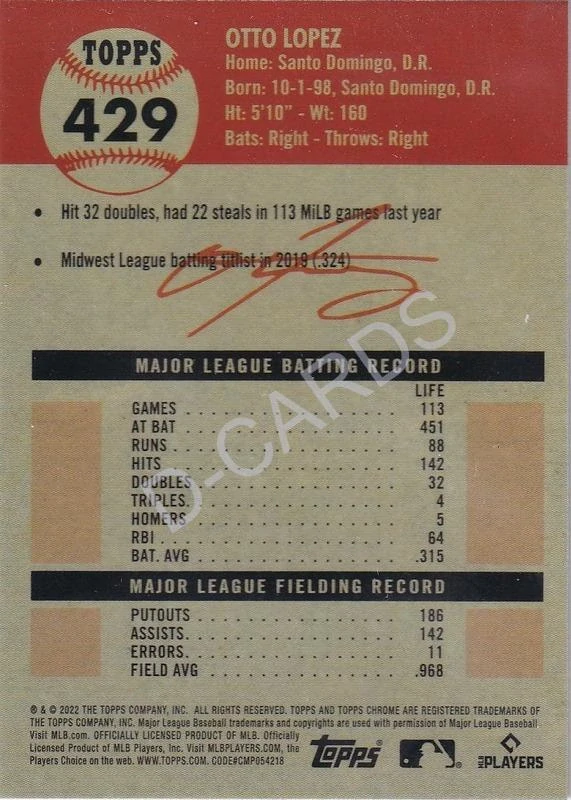 TOPPS
429
OTTO LOPEZ
Home: Santo Domingo, D.R.
Born: 10-1-98, Santo Domingo, D.R.
Ht: 5'10" - Wt: 160
Bats: Right - Throws: Right
• Hit 32 doubles, had 22 steals in 113 MiLB games last year
• Midwest League batting titlist in 2019 (.324)
D-CARDS
MAJOR LEAGUE BATTING RECORD
LIFE
GAMES . . . . . . . . . . . . . . . . . 113
AT BAT . . . . . . . . . . . . . . . . . 451
RUNS . . . . . . . . . . . . . . . . . 88
HITS . . . . . . . . . . . . . . . . . 142
DOUBLES . . . . . . . . . . . . . . . . 32
TRIPLES. . . . . . . . . . . . . . . . . 4
HOMERS . . . . . . . . . . . . . . . . 5
RBI . . . . . . . . . . . . . . . . . 64
BAT. AVG . . . . . . . . . . . . . . . . .315
MAJOR LEAGUE FIELDING RECORD
PUTOUTS . . . . . . . . . . . . . . . . 186
ASSISTS. . . . . . . . . . . . . . . . . 142
ERRORS. . . . . . . . . . . . . . . . . 11
FIELD AVG . . . . . . . . . . . . . . . .968
® & © 2022 THE TOPPS COMPANY, INC. ALL RIGHTS RESERVED. TOPPS AND TOPPS CHROME ARE REGISTERED TRADEMARKS OF
THE TOPPS COMPANY, INC. Major League Baseball trademarks and copyrights are used with permission of Major League Baseball
Visit MLB.com. OFFICIALLY LICENSED PRODUCT OF MLB. Officially
Licensed Product of MLB Players, Inc. Visit MLBPLAYERS.COM, the
Players Choice on the web. WWW.TOPPS.COM. CODE#CMP054218
Topps
MLB PLAYERS